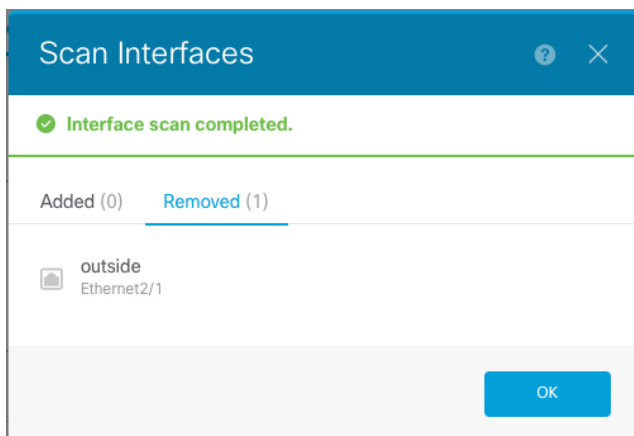 Scan Interfaces
Interface scan completed.
Added (0) Removed (1)
outside
Ethernet2/1
OK